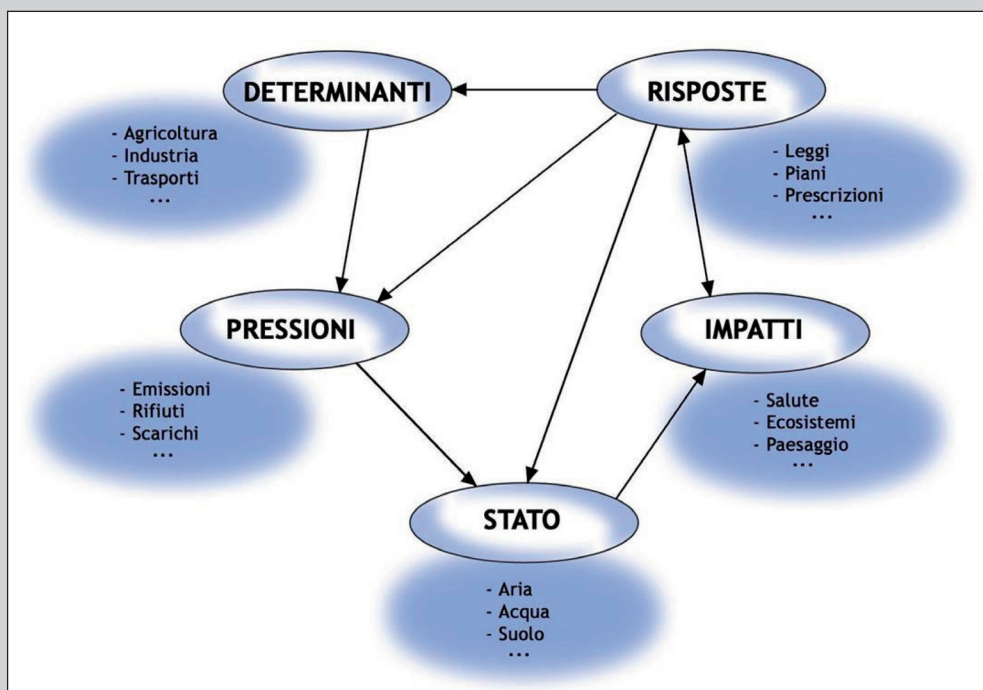 DETERMINANTI
- Agricoltura
- Industria
- Trasporti
...
RISPOSTE
- Leggi
- Piani
- Prescrizioni
...
PRESSIONI
- Emissioni
- Rifiuti
- Scarichi
...
IMPATTI
- Salute
- Ecosistemi
- Paesaggio
...
STATO
- Aria
- Acqua
- Suolo
...